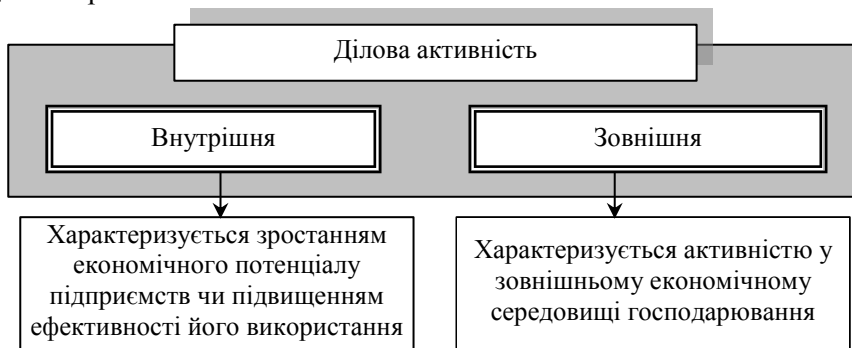 Ділова активність
Внутрішня
Зовнішня
Характеризується зростанням
економічного потенціалу
підприємств чи підвищенням
ефективності його використання
Характеризується активністю у
зовнішньому економічному
середовищі господарювання